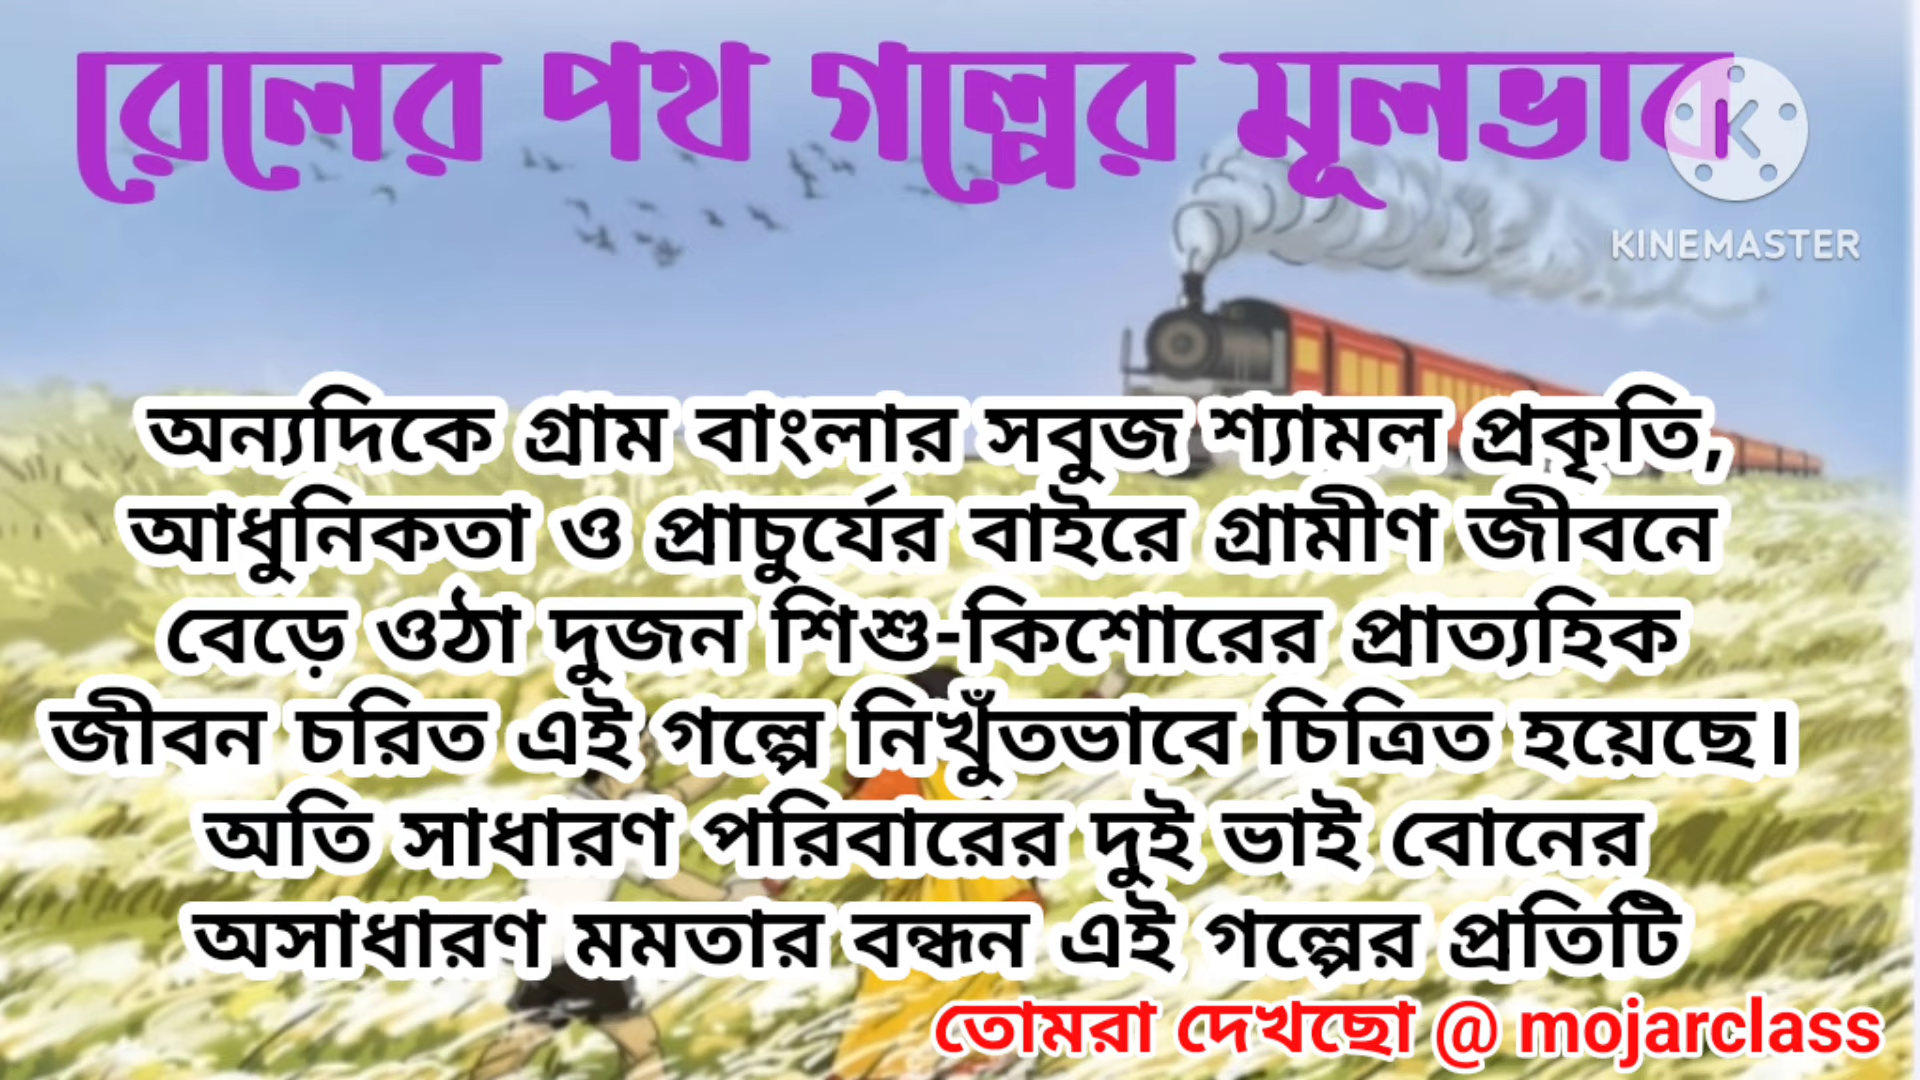 রেলের পথ গল্পের মূলভাব
K
KINEMASTER
অন্যদিকে গ্রাম বাংলার সবুজ শ্যামল প্রকৃতি,
আধুনিকতা ও প্রাচুর্যের বাইরে গ্রামীণ জীবনে
বেড়ে ওঠা দুজন শিশু-কিশোরের প্রাত্যহিক
জীবন চরিত এই গল্পে নিখুঁতভাবে চিত্রিত হয়েছে।
অতি সাধারণ পরিবারের দুই ভাই বোনের
অসাধারণ মমতার বন্ধন এই গল্পের প্রতিটি
তোমরা দেখছো @ mojarclass